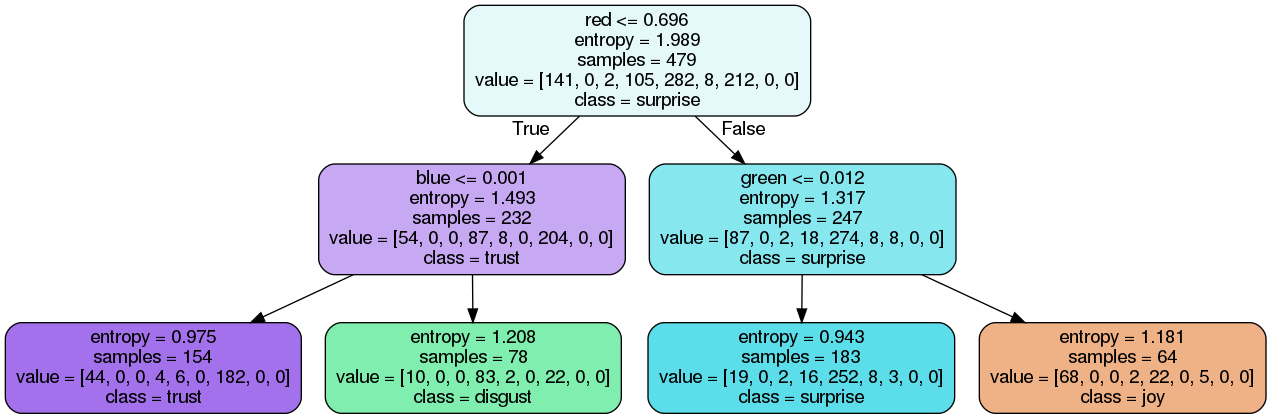 red <= 0.696
entropy = 1.989
samples = 479
value = [141, 0, 2, 105, 282, 8, 212, 0, 0]
class = surprise
True
False
blue <= 0.001
entropy = 1.493
samples = 232
value = [54, 0, 0, 87, 8, 0, 204, 0, 0]
class = trust
green <= 0.012
entropy = 1.317
samples = 247
value = [87, 0, 2, 18, 274, 8, 8, 0, 0]
class = surprise
entropy = 0.975
samples = 154
value = [44, 0, 0, 4, 6, 0, 182, 0, 0]
class = trust
entropy = 1.208
samples = 78
value = [10, 0, 0, 83, 2, 0, 22, 0, 0]
class = disgust
entropy = 0.943
samples = 183
value = [19, 0, 2, 16, 252, 8, 3, 0, 0]
class = surprise
entropy = 1.181
samples = 64
value = [68, 0, 0, 2, 22, 0, 5, 0, 0]
class = joy